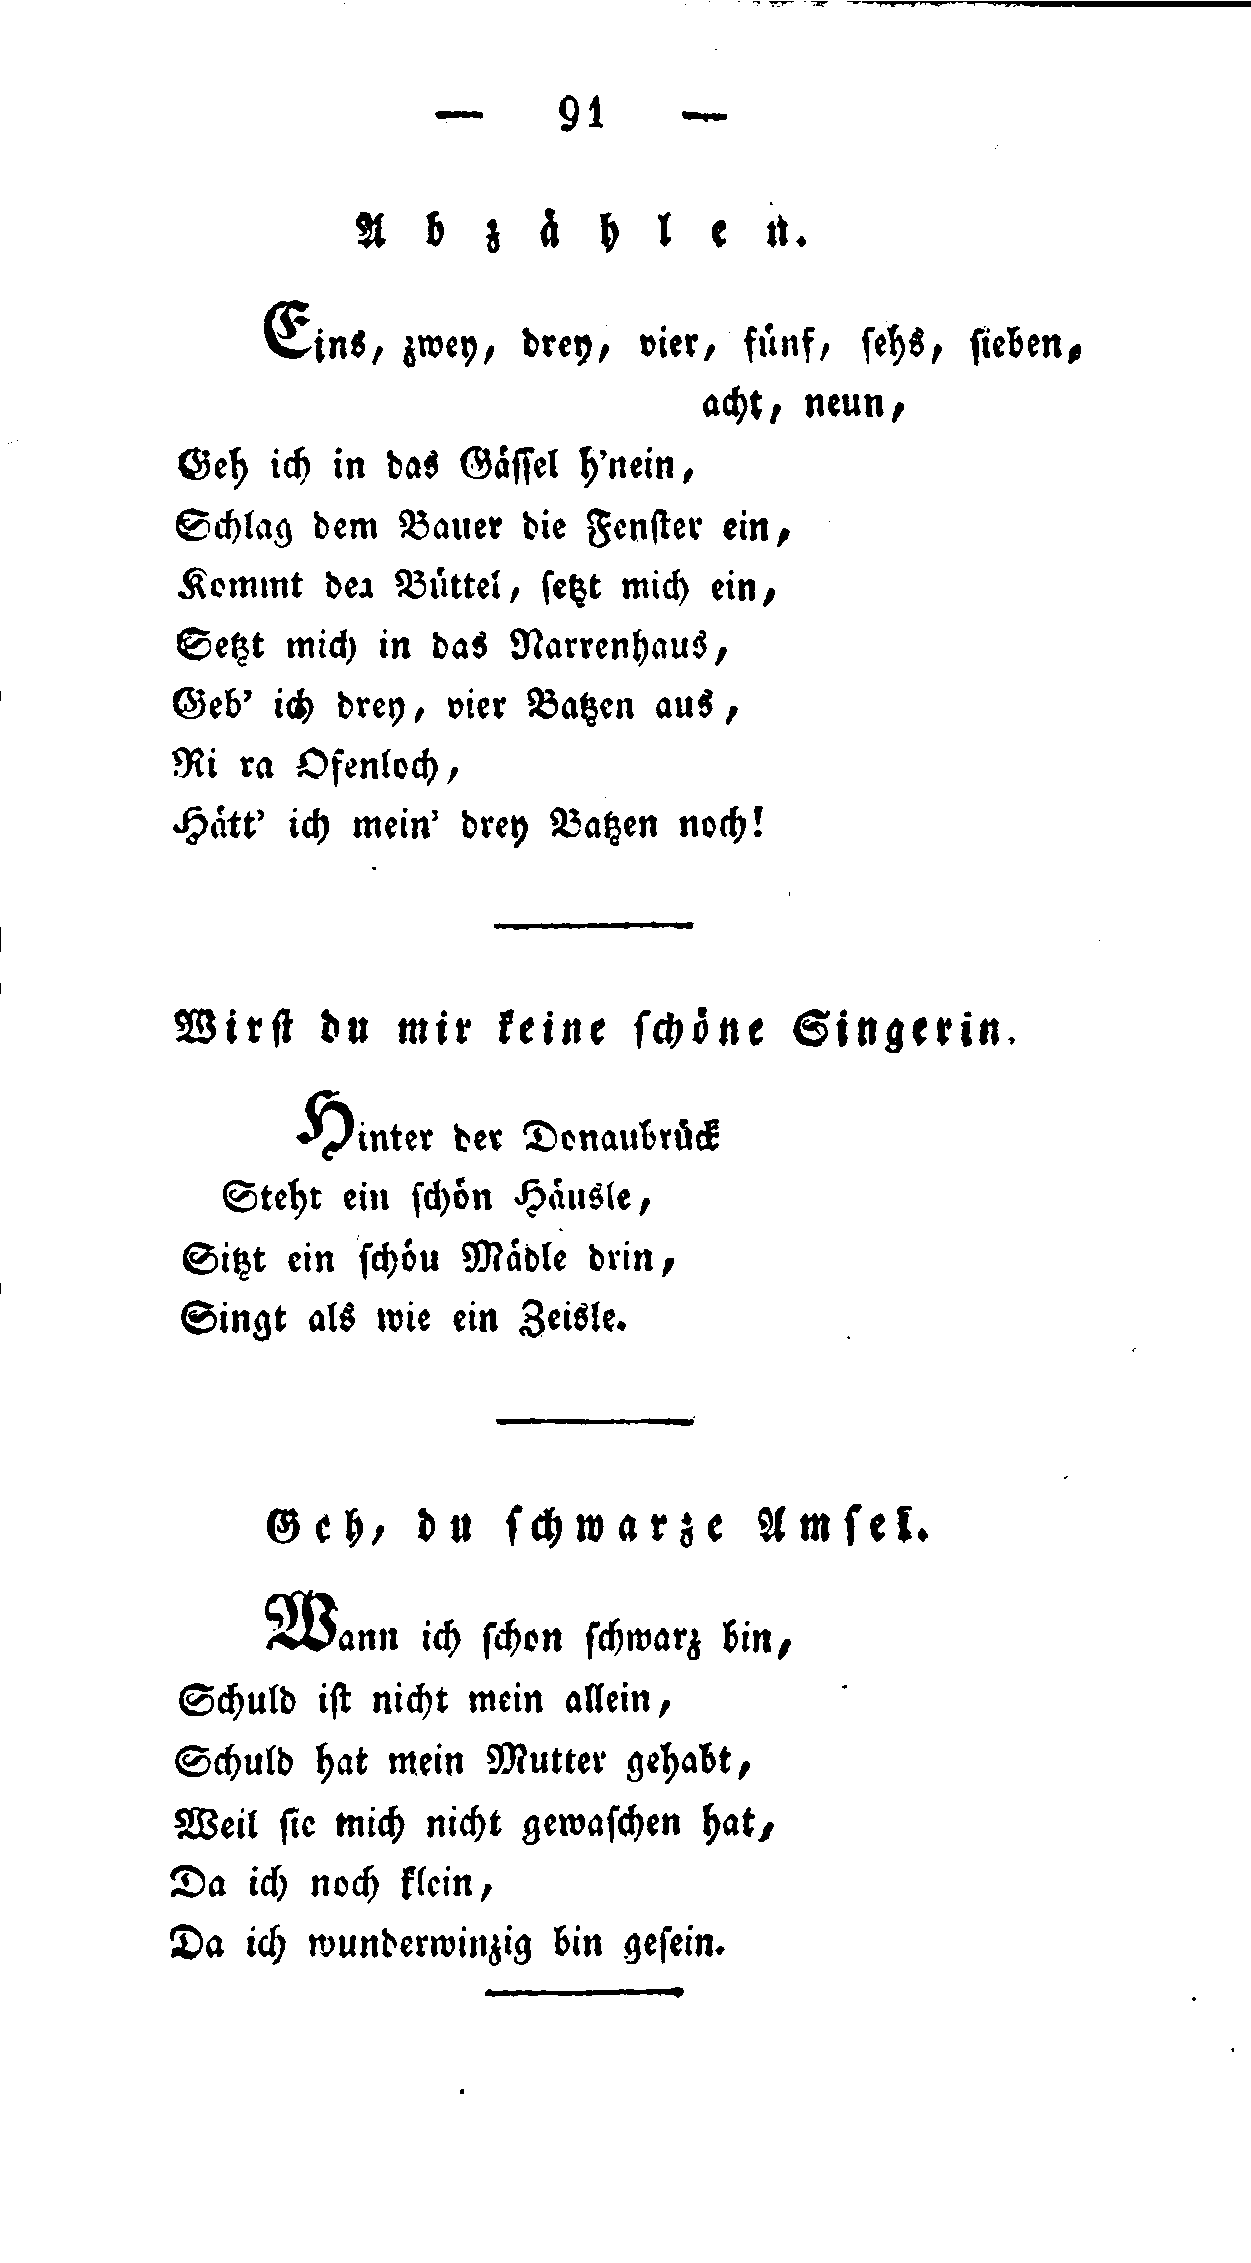 — 91 —
Abzählen.
Eins, zwey, drey, vier, fünf, sehs, sieben,
acht, neun,
Geh ich in das Gässel h'nein,
Schlag dem Bauer die Fenster ein,
Kommt der Büttel, setzt mich ein,
Setzt mich in das Narrenhaus,
Geb' ich drey, vier Batzen aus,
Ri ra Ofenloch,
Hätt' ich mein' drey Batzen noch!
Wirst du mir keine schöne Singerin.
Hinter der Donaubrück
Steht ein schön Häusle,
Sitzt ein schöu Mädle drin,
Singt als wie ein Zeisle.
Geh, du schwarze Amsel.
Wann ich schon schwarz bin,
Schuld ist nicht mein allein,
Schuld hat mein Mutter gehabt,
Weil sie mich nicht gewaschen hat,
Da ich noch klein,
Da ich wunderwinzig bin gesein.